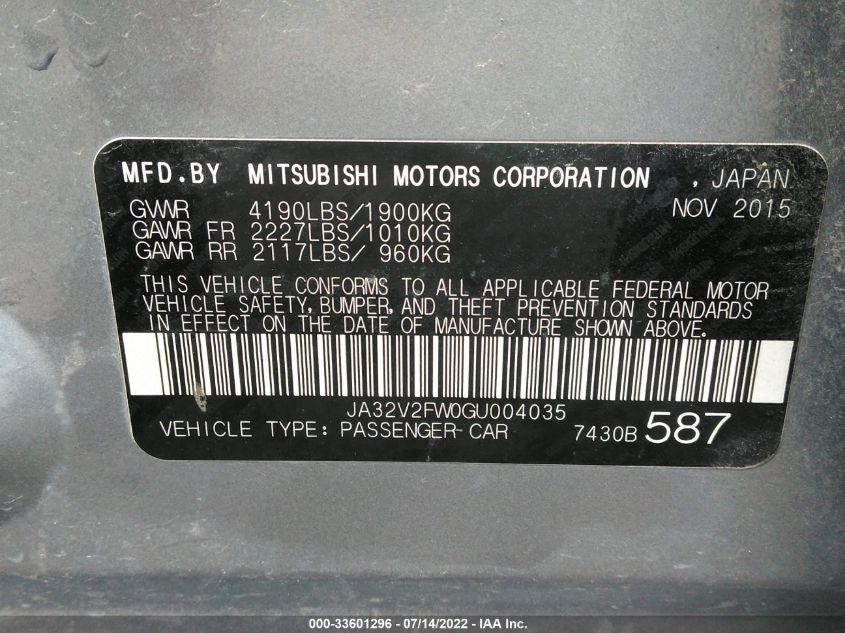 MFD.BY MITSUBISHI MOTORS CORPORATION , JAPAN
GVWR 4190LBS/1900KG NOV 2015
GAWR FR 2227LBS/1010KG
GAWR RR 2117LBS/ 960KG
THIS VEHICLE CONFORMS TO ALL APPLICABLE FEDERAL MOTOR
VEHICLE SAFETY, BUMPER, AND THEFT PREVENTION STANDARDS
IN EFFECT ON THE DATE OF MANUFACTURE SHOWN ABOVE.
JA32V2FW0GU004035
VEHICLE TYPE: PASSENGER CAR 7430B 587
000-33601296 - 07/14/2022 - IAA Inc.